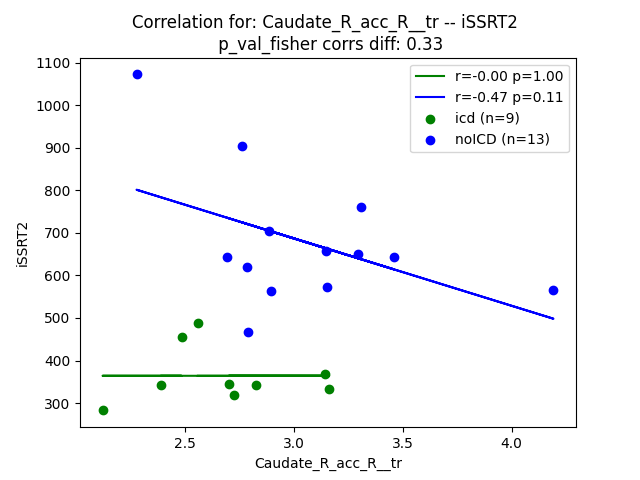 Correlation for: Caudate_R_acc_R__tr -- iSSRT2
p_val_fisher corrs diff: 0.33
r=-0.00 p=1.00
r=-0.47 p=0.11
icd (n=9)
noICD (n=13)
1100
1000
900
800
700
600
500
400
300
iSSRT2
2.5
3.0
3.5
4.0
Caudate_R_acc_R__tr